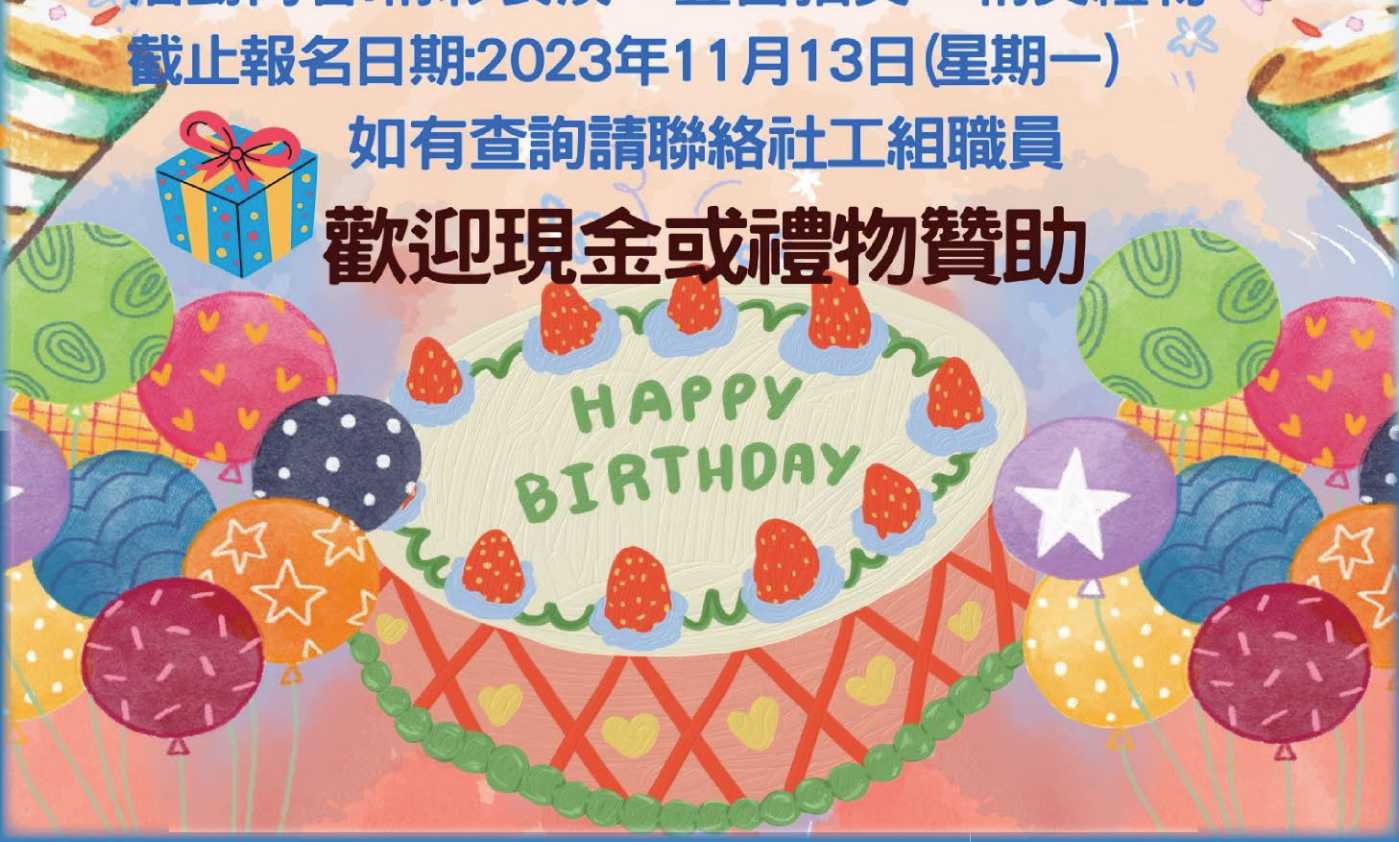 截止報名日期:2023年11月13日(星期一)
如有查詢請聯絡社工組職員
歡迎現金或禮物贊助
HAPPY
BIRTHDAY